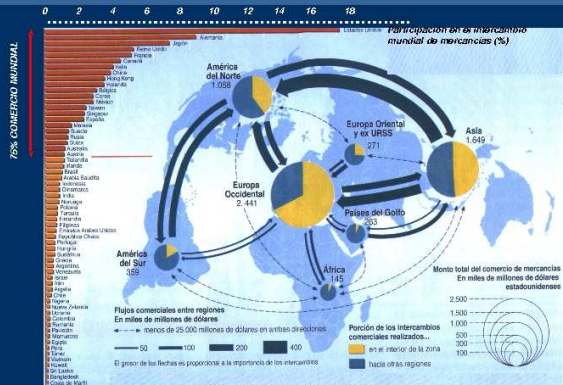 0 2 4 6 8 10 12 14 16 18
Participación en el intercambio
mundial de mercancías (%)
75% COMERCIO MUNDIAL
Estados Unidos
Alemania
Japón
Reino Unido
Francia
Canadá
Italia
China
Hong Kong
Holanda
Bélgica
Corea
México
Taiwan
Singapur
España
Malasia
Suecia
Rusia
Suiza
Australia
Austria
Tailandia
Irlanda
Brasil
Arabia Saudita
Indonesia
Dinamarca
India
Noruega
Polonia
Turquía
Finlandia
Filipinas
Emiratos Árabes Unidos
República Checa
Portugal
Hungría
Sudáfrica
Grecia
Argentina
Venezuela
Israel
Irán
Argelia
Chile
Nigeria
Nueva Zelanda
Ucrania
Colombia
Rumania
Pakistán
Marruecos
Egipto
Perú
Túnez
Vietnam
Kuwait
Sri Lanka
Bangladesh
Costa de Marfil
América
del Norte
1.058
Europa Oriental
y ex URSS
271
Asia
1.649
Europa
Occidental
2.441
Países del Golfo
263
América
del Sur
359
África
145
Flujos comerciales entre regiones
En miles de millones de dólares
menos de 25 000 millones de dólares en ambas direcciones
50 100 200 400
El grosor de las flechas es proporcional a la importancia de los intercambios
Porción de los intercambios
comerciales realizados...
en el interior de la zona
hacia otras regiones
Monto total del comercio de mercancías
En miles de millones de dólares
estadounidenses
2.500
1.500
1.000
500
300
100